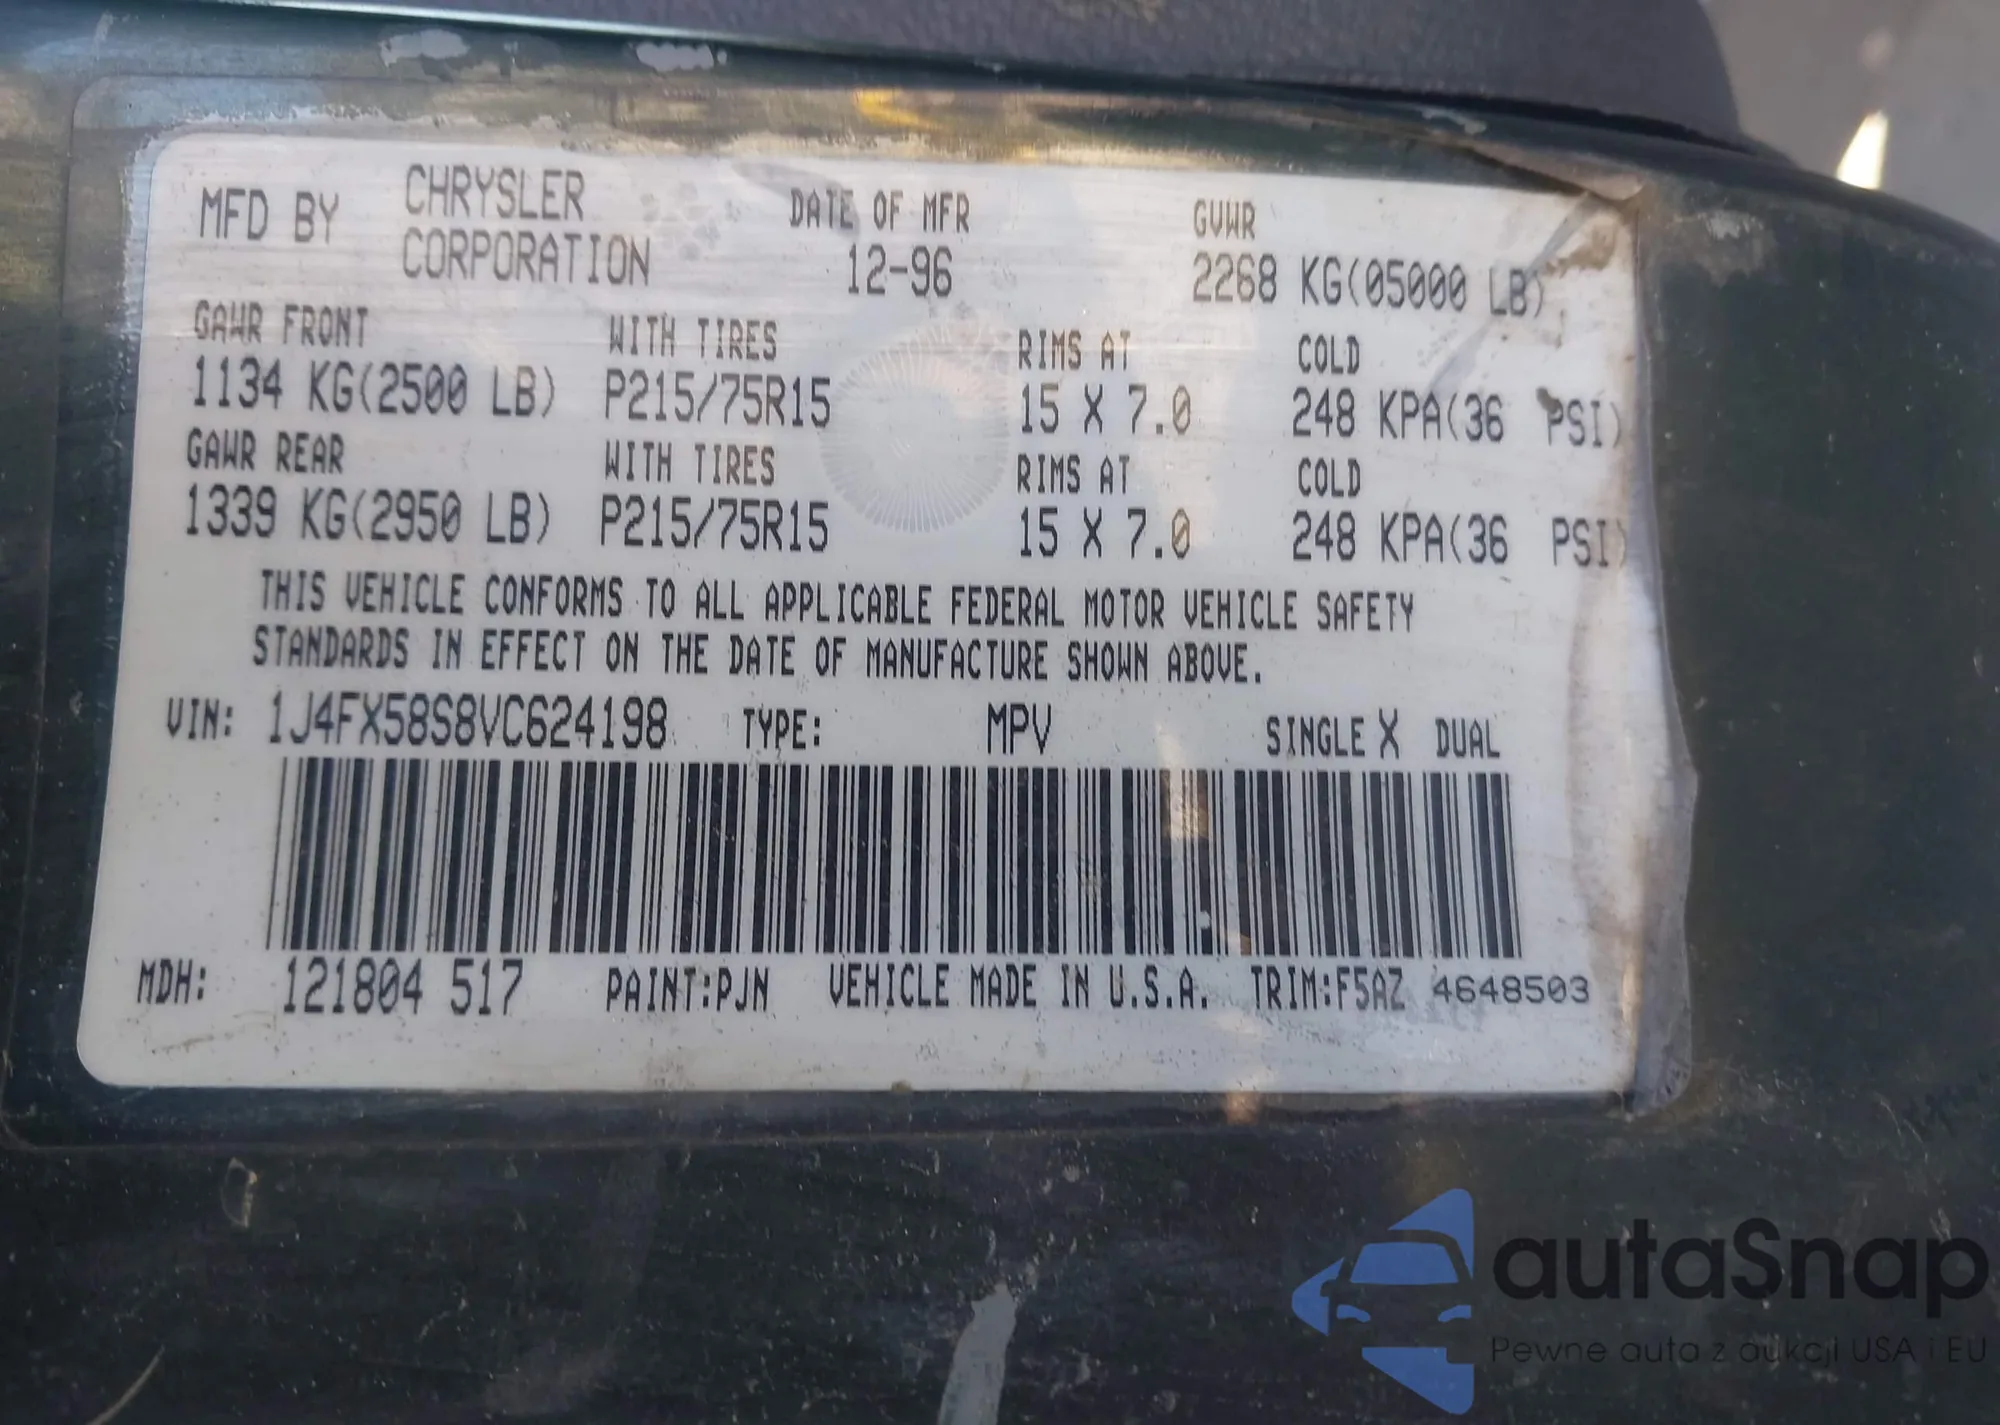 MFD BY CHRYSLER CORPORATION DATE OF MFR 12-96 GVWR 2268 KG(05000 LB)
GAWR FRONT WITH TIRES RIMS AT COLD
1134 KG(2500 LB) P215/75R15 15 X 7.0 248 KPA(36 PSI)
GAWR REAR WITH TIRES RIMS AT COLD
1339 KG(2950 LB) P215/75R15 15 X 7.0 248 KPA(36 PSI)
THIS VEHICLE CONFORMS TO ALL APPLICABLE FEDERAL MOTOR VEHICLE SAFETY
STANDARDS IN EFFECT ON THE DATE OF MANUFACTURE SHOWN ABOVE.
VIN: 1J4FX58S8VC624198 TYPE: MPV SINGLE X DUAL
MDH: 121804 517 PAINT:PJN VEHICLE MADE IN U.S.A. TRIM:F5AZ 4648503
autoSnap
Pewne auta z aukcji USA i EU